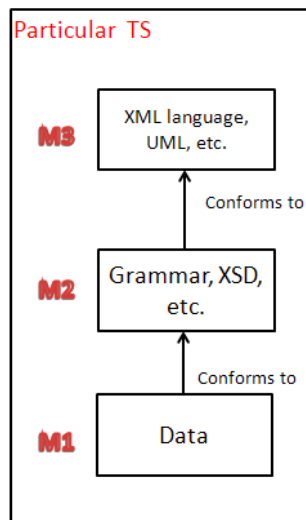 Particular TS
M3
XML language,
UML, etc.
Conforms to
M2
Grammar, XSD,
etc.
Conforms to
M1
Data